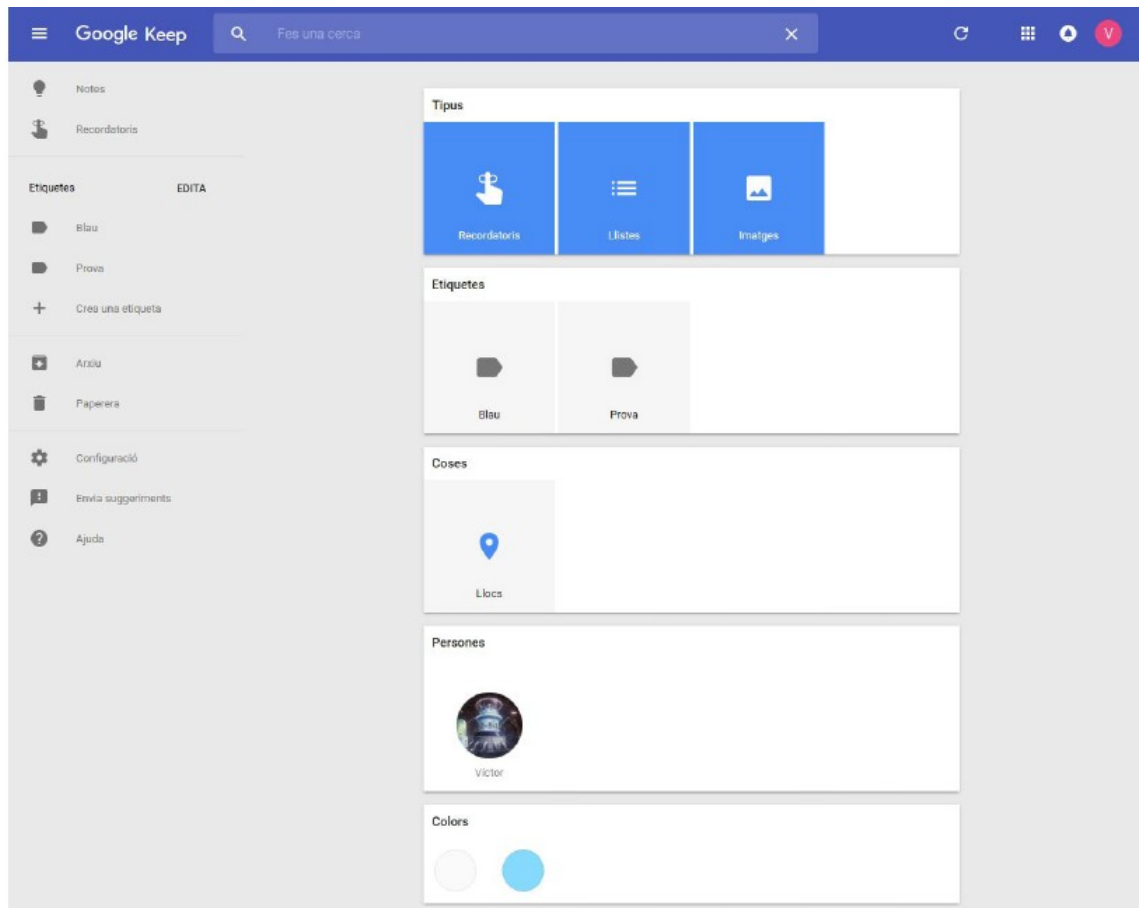 Google Keep
Fes una cerca
V
Notes
Recordatoris
Etiquetes EDITA
Blau
Prova
Crea una etiqueta
Arxiu
Paperera
Configuració
Envia suggeriments
Ajuda
Tipus
Recordatoris Llistes Imatges
Etiquetes
Blau Prova
Coses
Llocs
Persones
Víctor
Colors